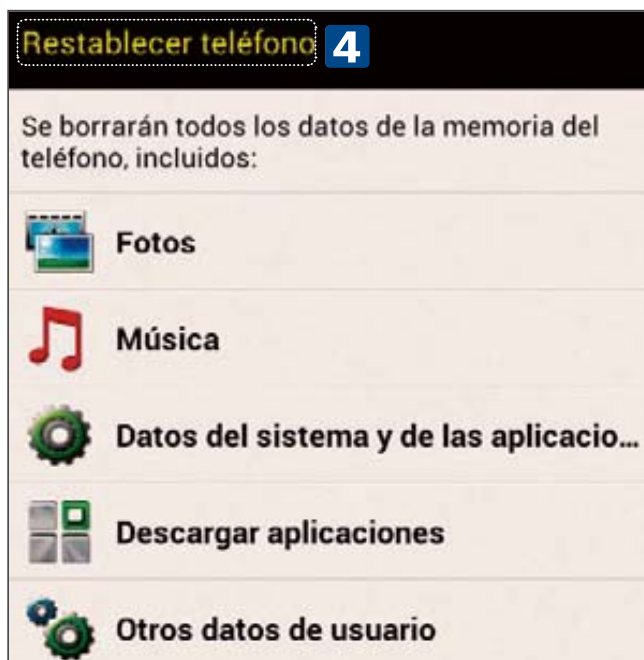 Restablecer teléfono 4
Se borrarán todos los datos de la memoria del
teléfono, incluidos:
Fotos
Música
Datos del sistema y de las aplicacio...
Descargar aplicaciones
Otros datos de usuario